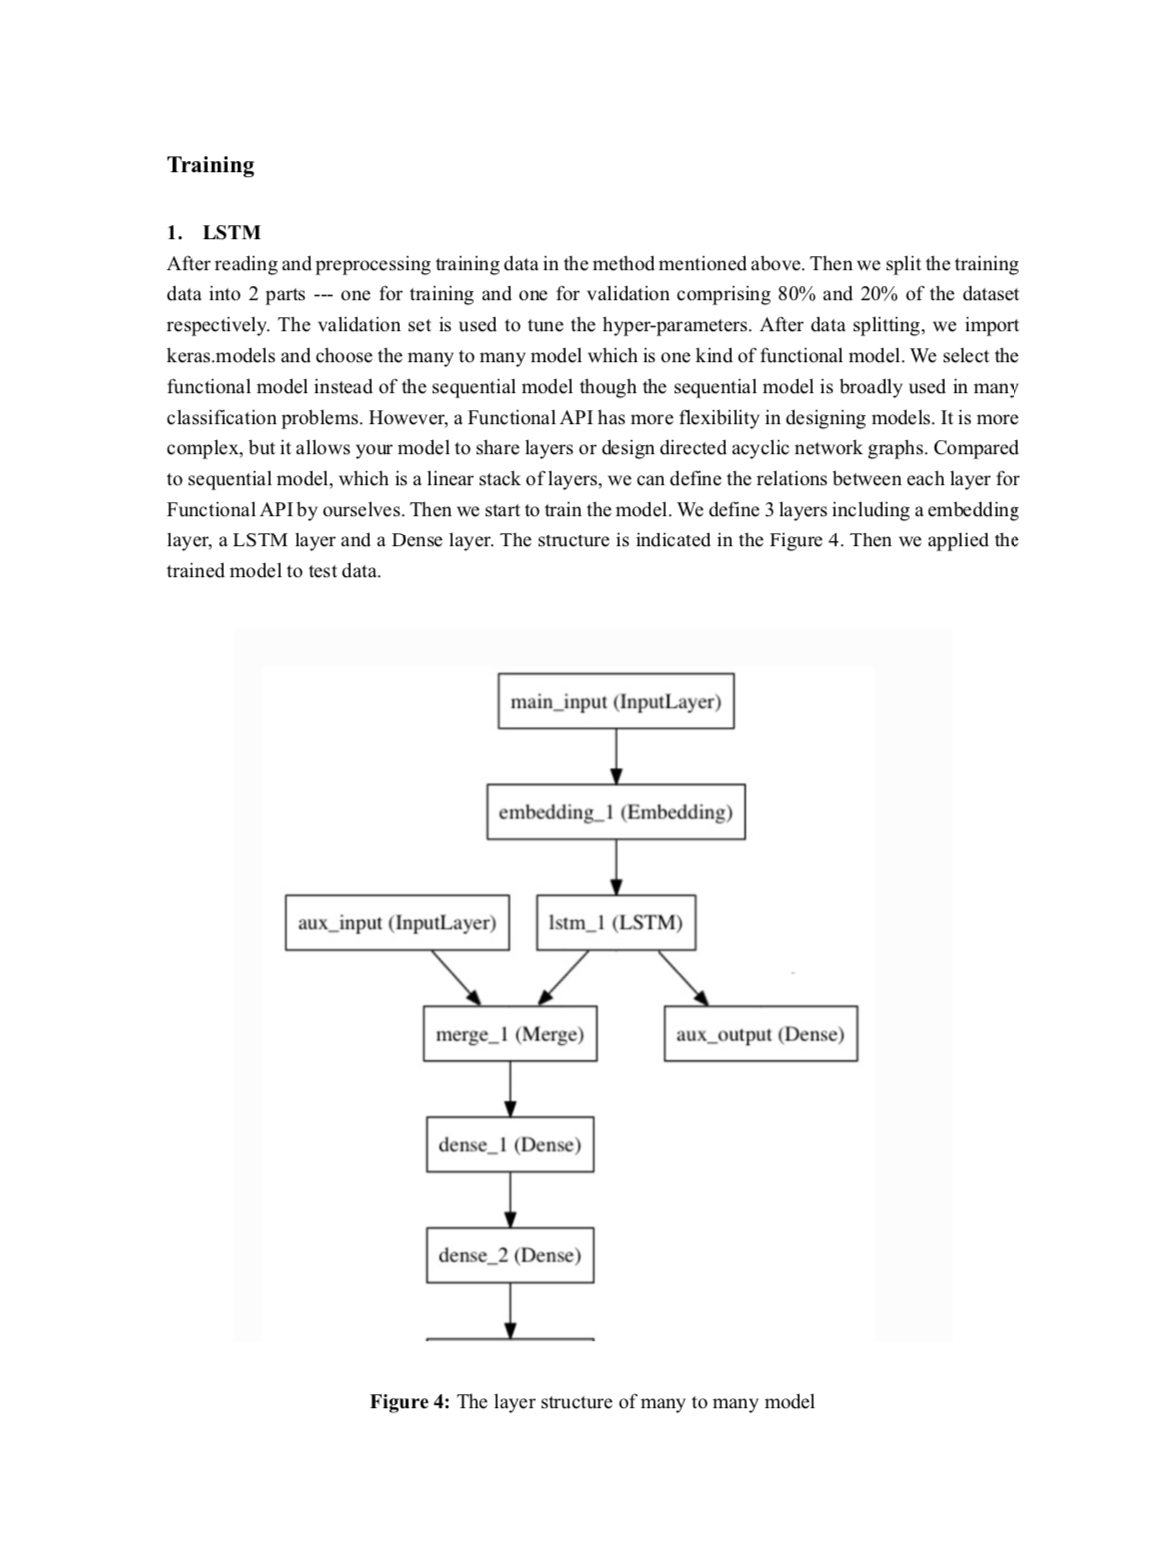 Training
1. LSTM
After reading and preprocessing training data in the method mentioned above. Then we split the training
data into 2 parts --- one for training and one for validation comprising 80% and 20% of the dataset
respectively. The validation set is used to tune the hyper-parameters. After data splitting, we import
keras.models and choose the many to many model which is one kind of functional model. We select the
functional model instead of the sequential model though the sequential model is broadly used in many
classification problems. However, a Functional API has more flexibility in designing models. It is more
complex, but it allows your model to share layers or design directed acyclic network graphs. Compared
to sequential model, which is a linear stack of layers, we can define the relations between each layer for
Functional API by ourselves. Then we start to train the model. We define 3 layers including a embedding
layer, a LSTM layer and a Dense layer. The structure is indicated in the Figure 4. Then we applied the
trained model to test data.
main_input (InputLayer)
embedding_1 (Embedding)
aux_input (InputLayer)
lstm_1 (LSTM)
merge_1 (Merge)
aux_output (Dense)
dense_1 (Dense)
dense_2 (Dense)
Figure 4: The layer structure of many to many model